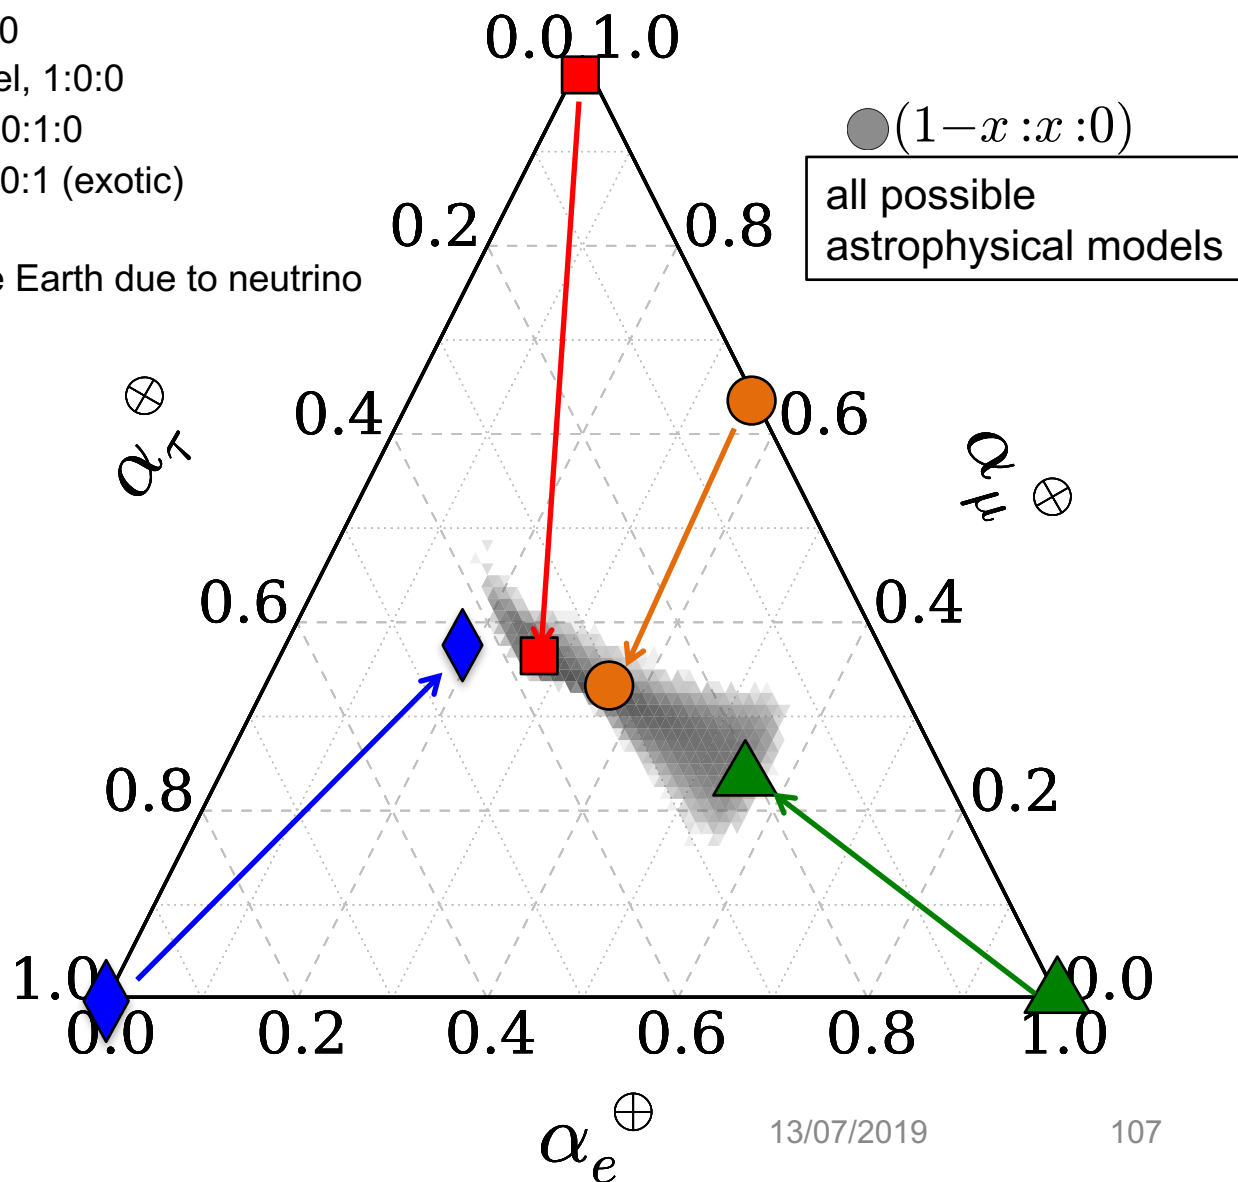 0
el, 1:0:0
0:1:0
0:1 (exotic)
e Earth due to neutrino
0.0 1.0
(1−x :x :0)
all possible
astrophysical models
0.2 0.8
0.4 0.6
0.6 0.4
0.8 0.2
1.0 0.0
0.0 0.2 0.4 0.6 0.8 1.0
α_τ^⊕
α_μ^⊕
α_e^⊕
13/07/2019 107